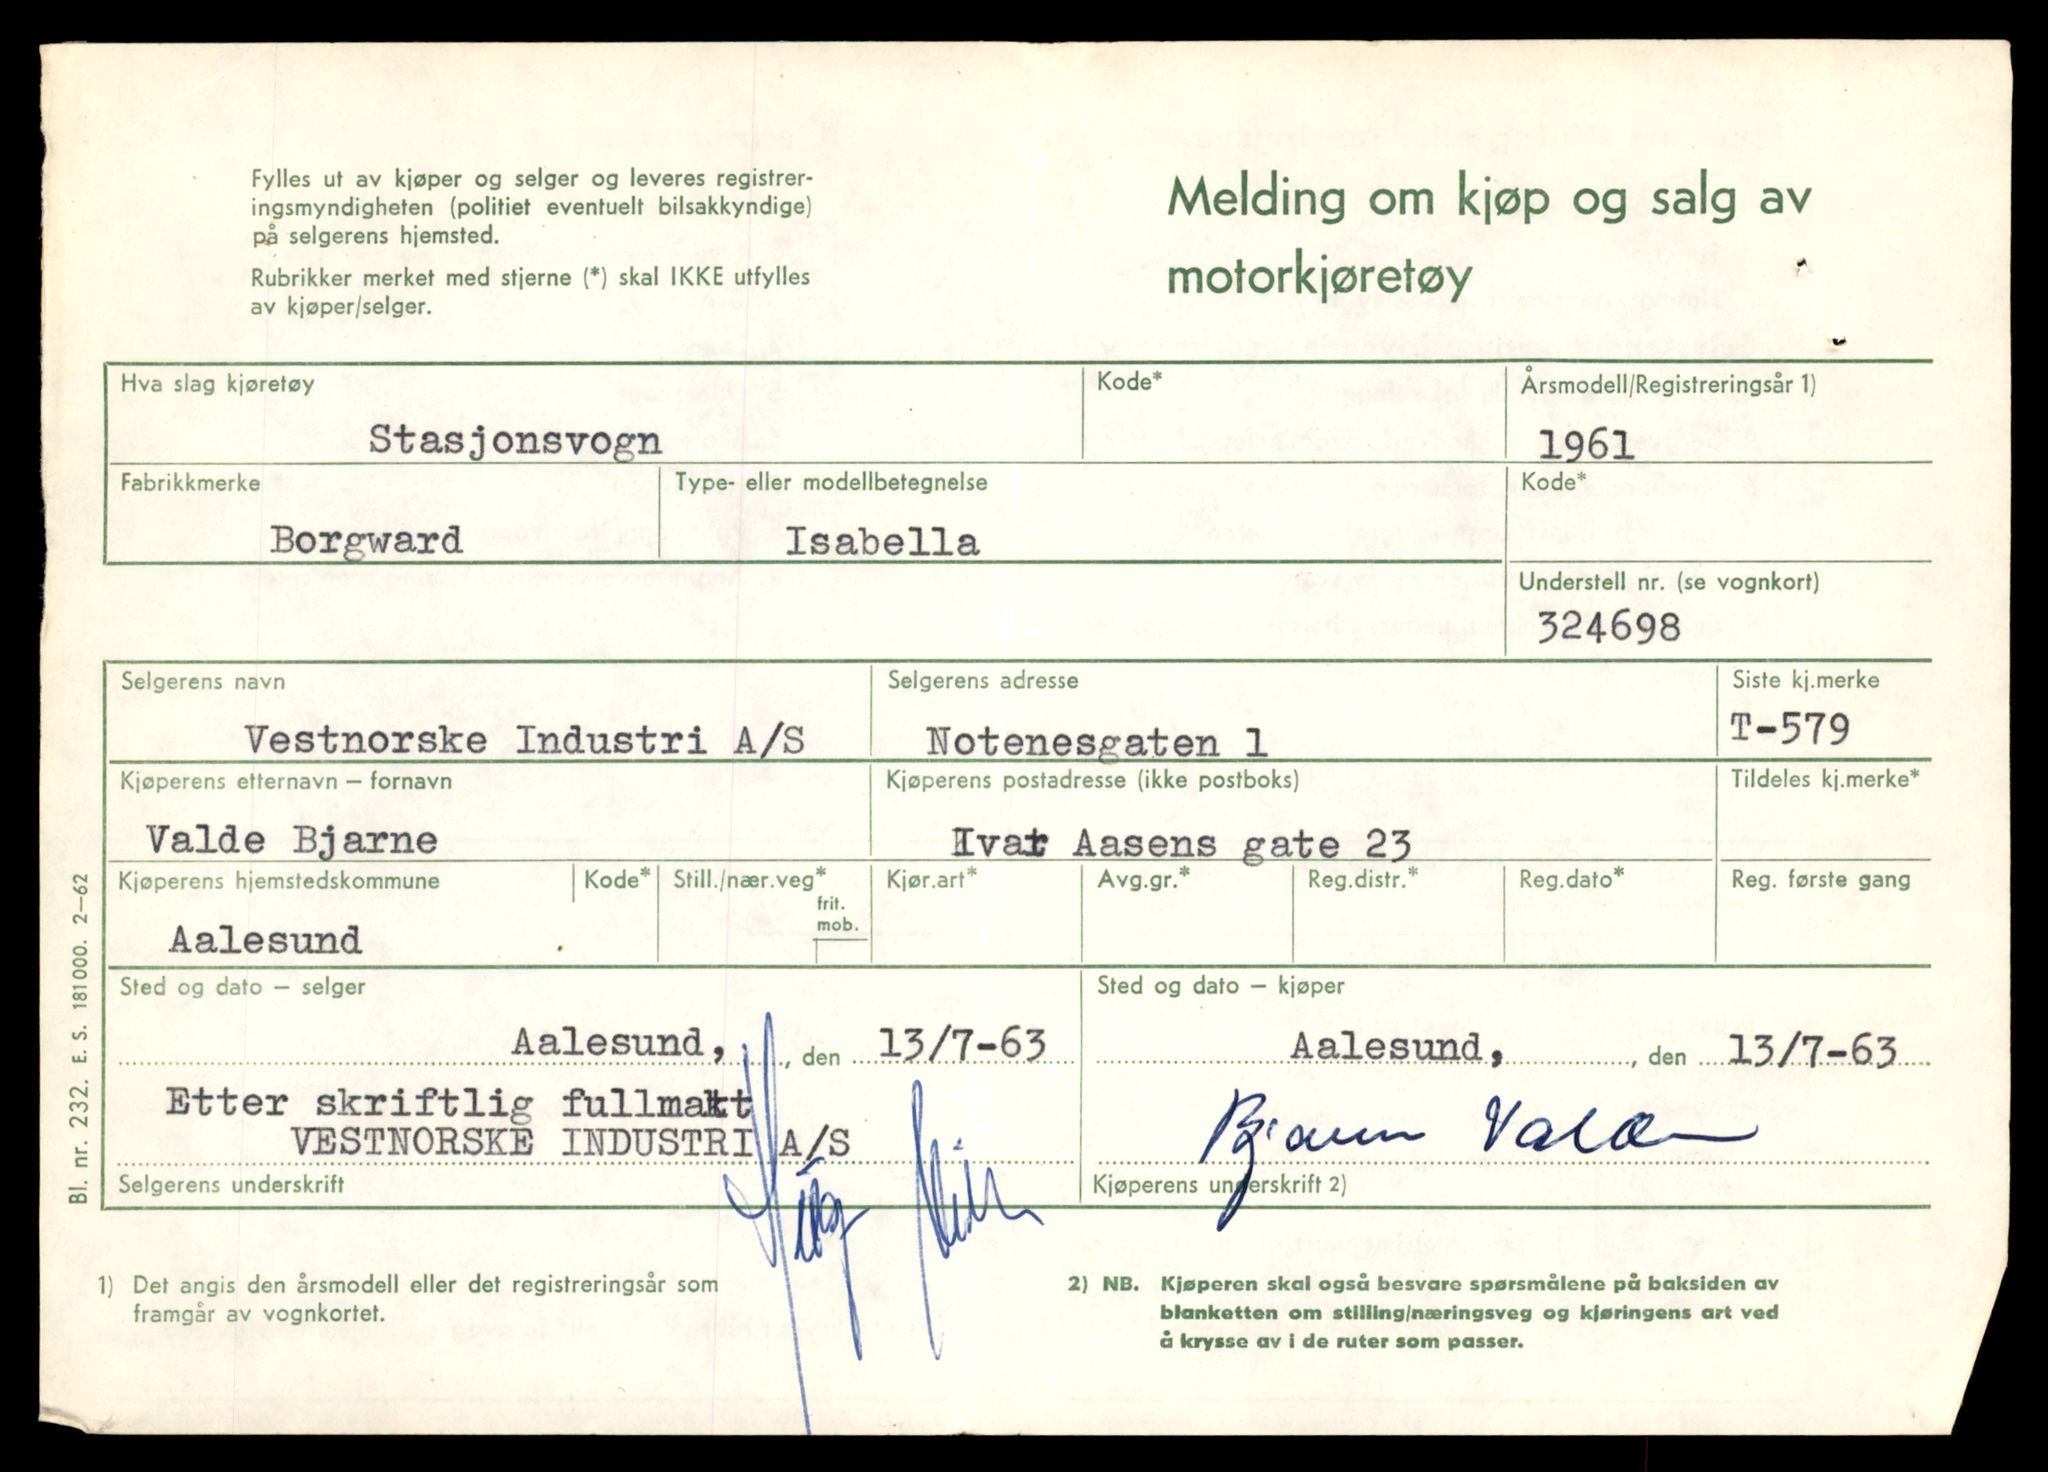 Fylles ut av kjøper og selger og leveres registrer-
ingsmyndigheten (politiet eventuelt bilsakkyndige)
på selgerens hjemsted.
Rubrikker merket med stjerne (*) skal IKKE utfylles
av kjøper/selger.
Melding om kjøp og salg av
motorkjøretøy
Hva slag kjøretøy
Kode*
Årsmodell/Registreringsår 1)
Stasjonsvogn
1961
Fabrikkmerke
Type- eller modellbetegnelse
Kode*
Borgward
Isabella
Understell nr. (se vognkort)
324698
Selgerens navn
Selgerens adresse
Siste kj.merke
Vestnorske Industri A/S
Notenesgaten 1
T-579
Kjøperens etternavn – fornavn
Kjøperens postadresse (ikke postboks)
Tildeles kj.merke*
Valde Bjarne
Ivar Aasens gate 23
Kjøperens hjemstedskommune
Kode*
Still./nær.veg*
frit.
mob.
Kjør.art*
Avg.gr.*
Reg.distr.*
Reg.dato*
Reg. første gang
Aalesund
Sted og dato – selger
Sted og dato – kjøper
Aalesund, , den 13/7-63
Aalesund, , den 13/7-63
Etter skriftlig fullmakt
VESTNORSKE INDUSTRI A/S
Bjarne Valde
Selgerens underskrift
Kjøperens underskrift 2)
1) Det angis den årsmodell eller det registreringsår som
framgår av vognkortet.
2) NB. Kjøperen skal også besvare spørsmålene på baksiden av
blanketten om stilling/næringsveg og kjøringens art ved
å krysse av i de ruter som passer.
Bl. nr. 232. E. S. 181000. 2–62